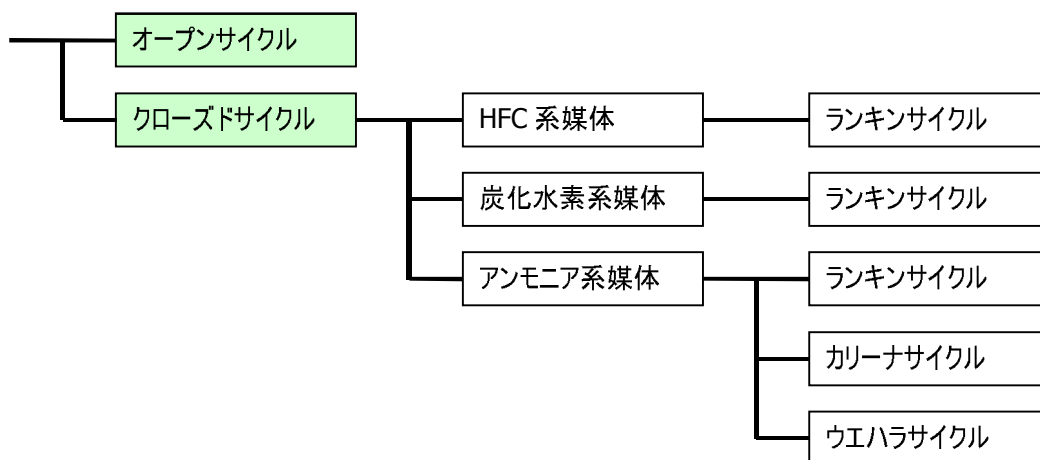 オープンサイクル
クローズドサイクル
HFC 系媒体
ランキンサイクル
炭化水素系媒体
ランキンサイクル
アンモニア系媒体
ランキンサイクル
カリーナサイクル
ウエハラサイクル